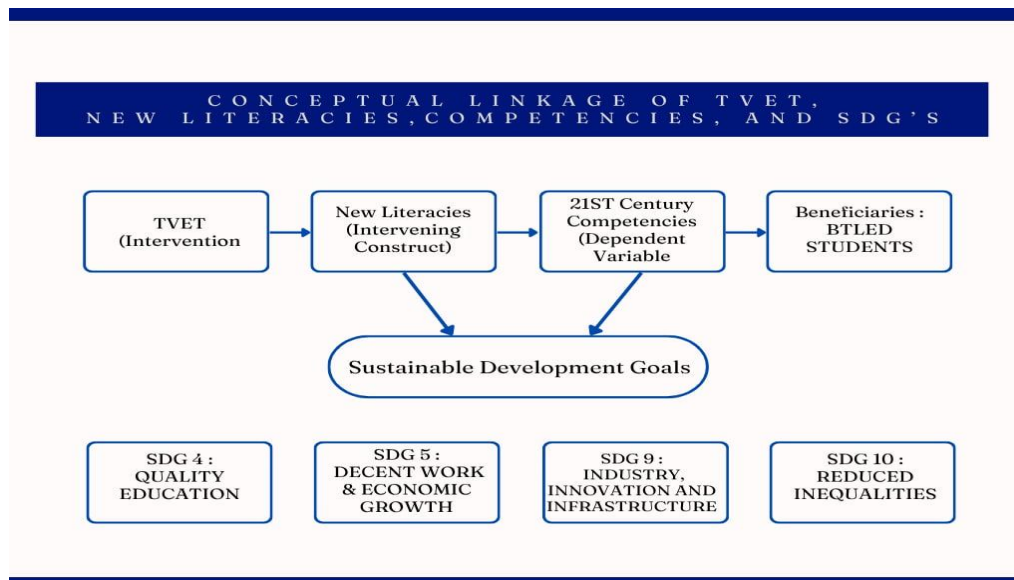 CONCEPTUAL LINKAGE OF TVET,
NEW LITERACIES,COMPETENCIES, AND SDG'S
TVET
(Intervention
New Literacies
(Intervening
Construct)
21ST Century
Competencies
(Dependent
Variable
Beneficiaries :
BTLED
STUDENTS
Sustainable Development Goals
SDG 4 :
QUALITY
EDUCATION
SDG 5 :
DECENT WORK
& ECONOMIC
GROWTH
SDG 9 :
INDUSTRY,
INNOVATION AND
INFRASTRUCTURE
SDG 10 :
REDUCED
INEQUALITIES